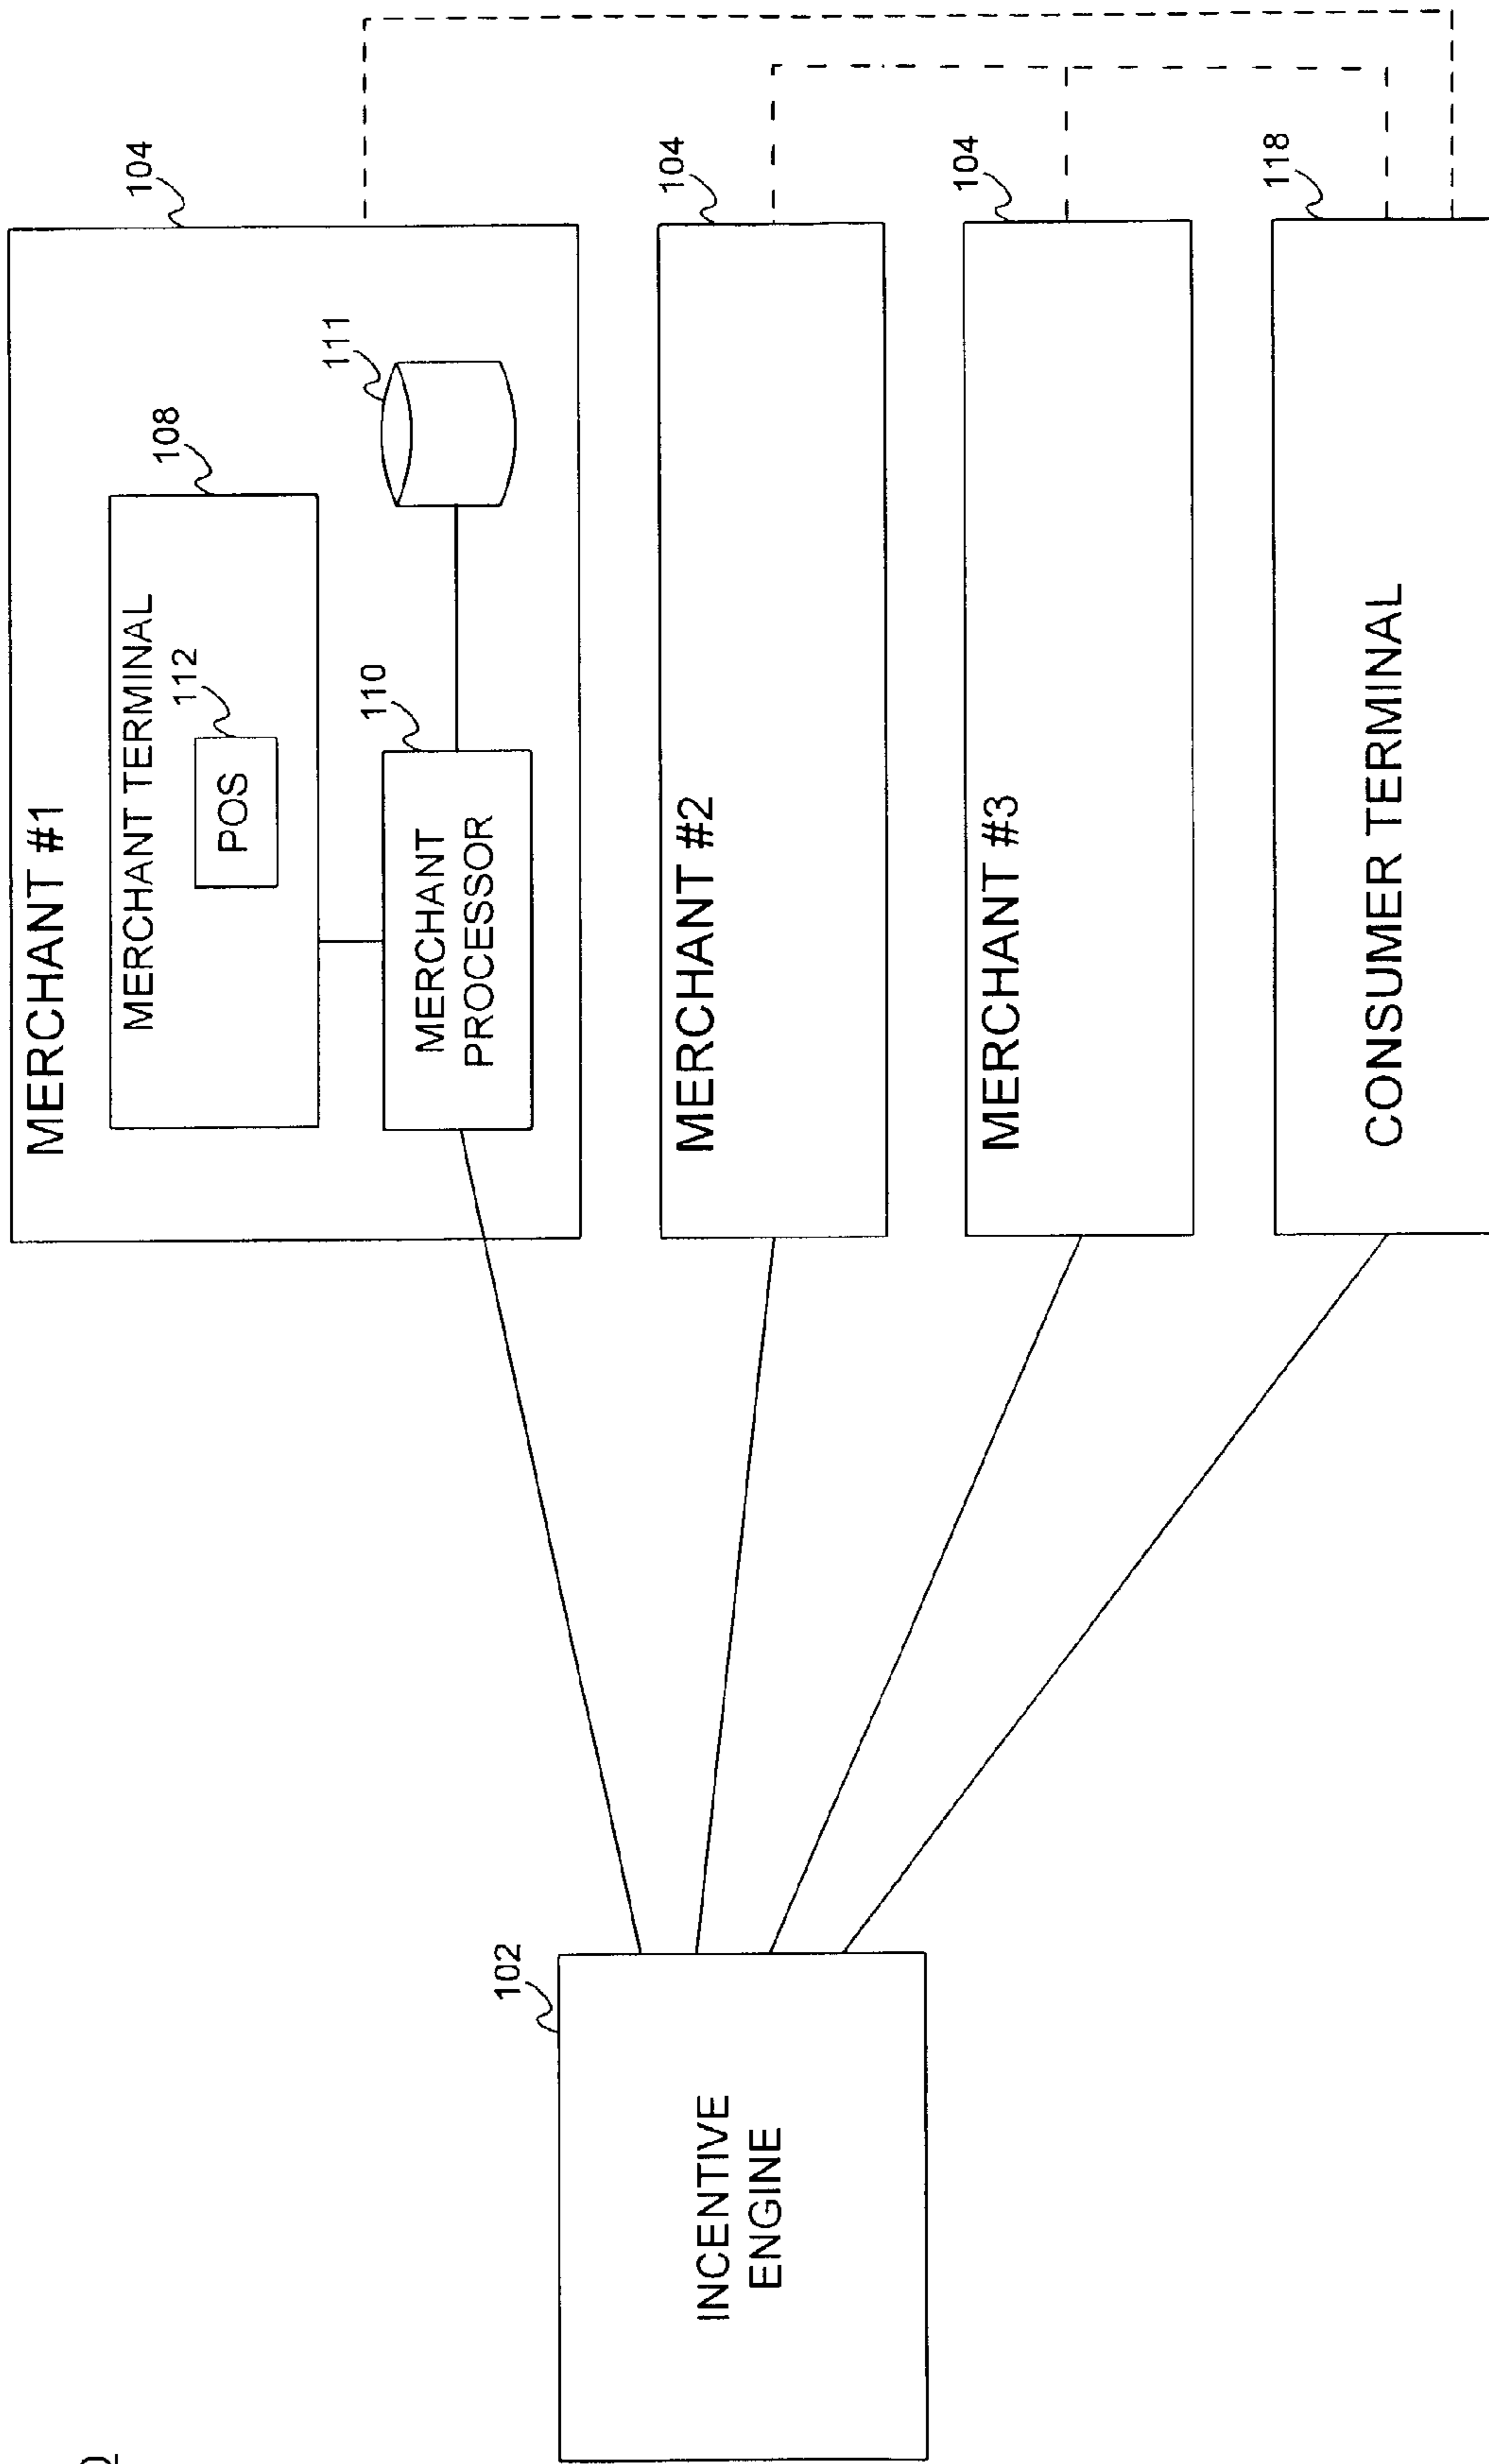 MERCHANT #1
104
MERCHANT TERMINAL
108
POS
112
MERCHANT
PROCESSOR
110
111
MERCHANT #2
104
INCENTIVE
ENGINE
102
MERCHANT #3
104
CONSUMER TERMINAL
118